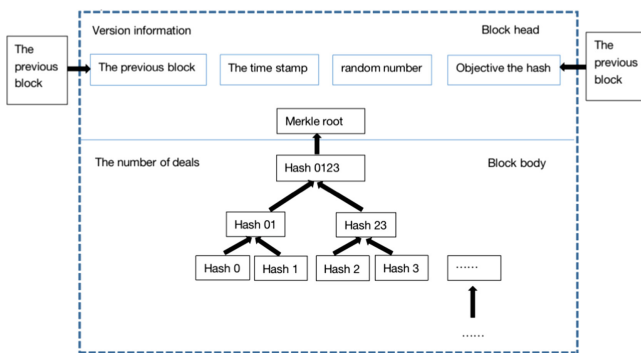 Version information
Block head
The
previous
block
The previous block
The time stamp
random number
Objective the hash
The
previous
block
Merkle root
The number of deals
Hash 0123
Block body
Hash 01
Hash 23
Hash 0
Hash 1
Hash 2
Hash 3
......
......